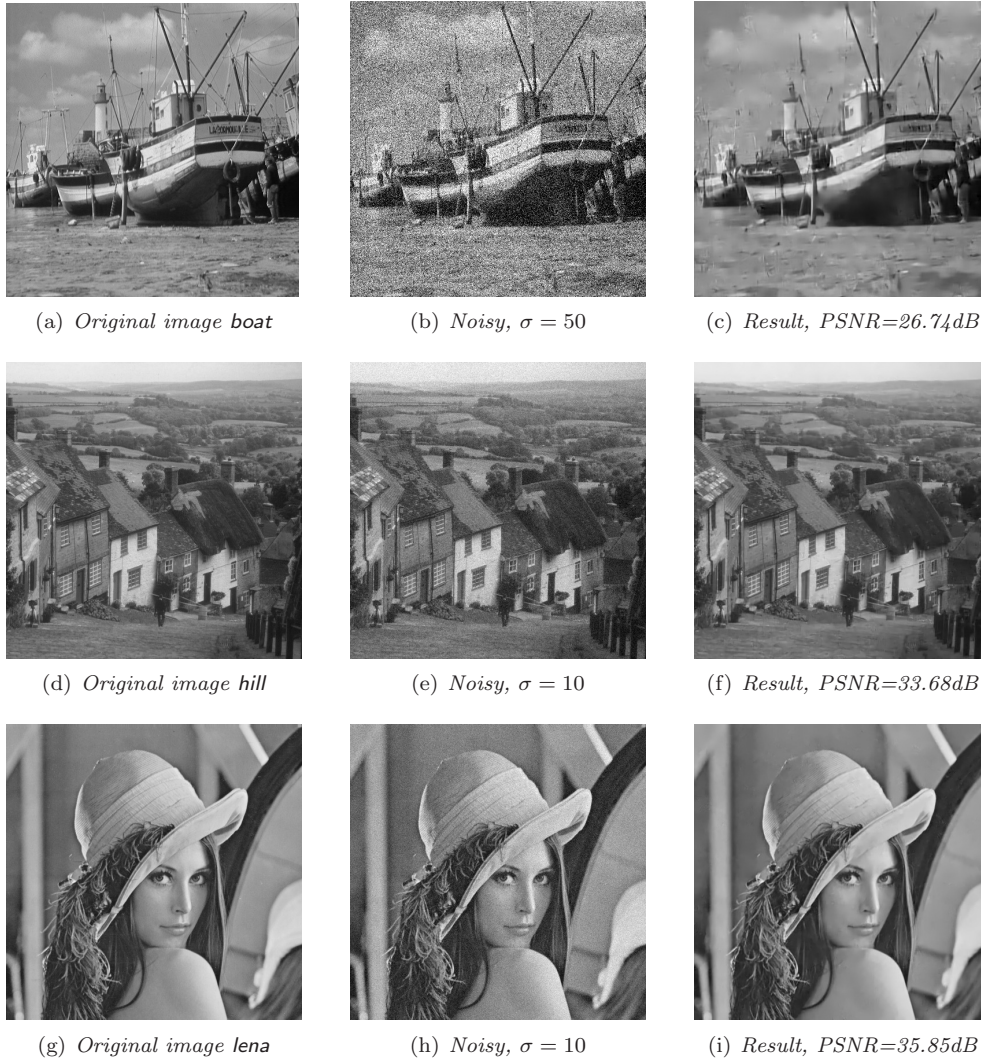 (a) Original image boat
(b) Noisy, σ = 50
(c) Result, PSNR=26.74dB
(d) Original image hill
(e) Noisy, σ = 10
(f) Result, PSNR=33.68dB
(g) Original image lena
(h) Noisy, σ = 10
(i) Result, PSNR=35.85dB